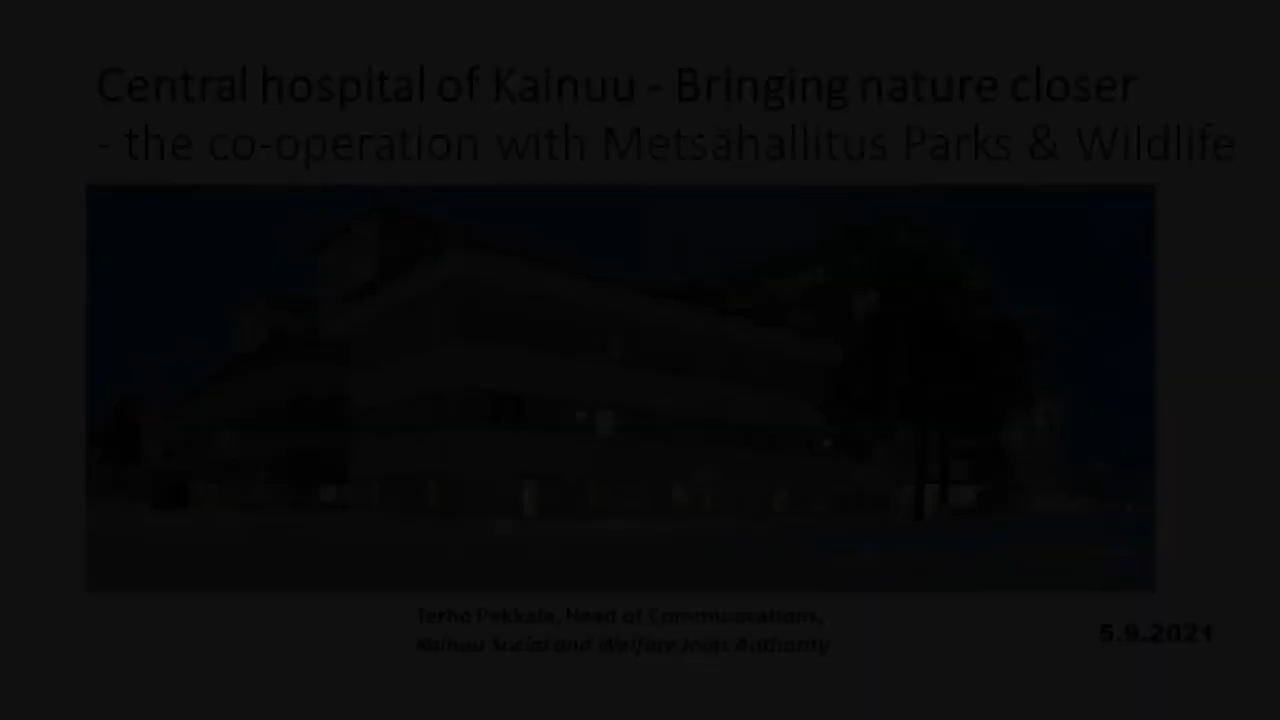 Central hospital of Kainuu - Bringing nature closer
- the co-operation with Metsähallitus Parks & Wildlife
Terho Pekkala, Head of Communications,
Kainuu Social and Welfare Joint Authority
5.9.2021